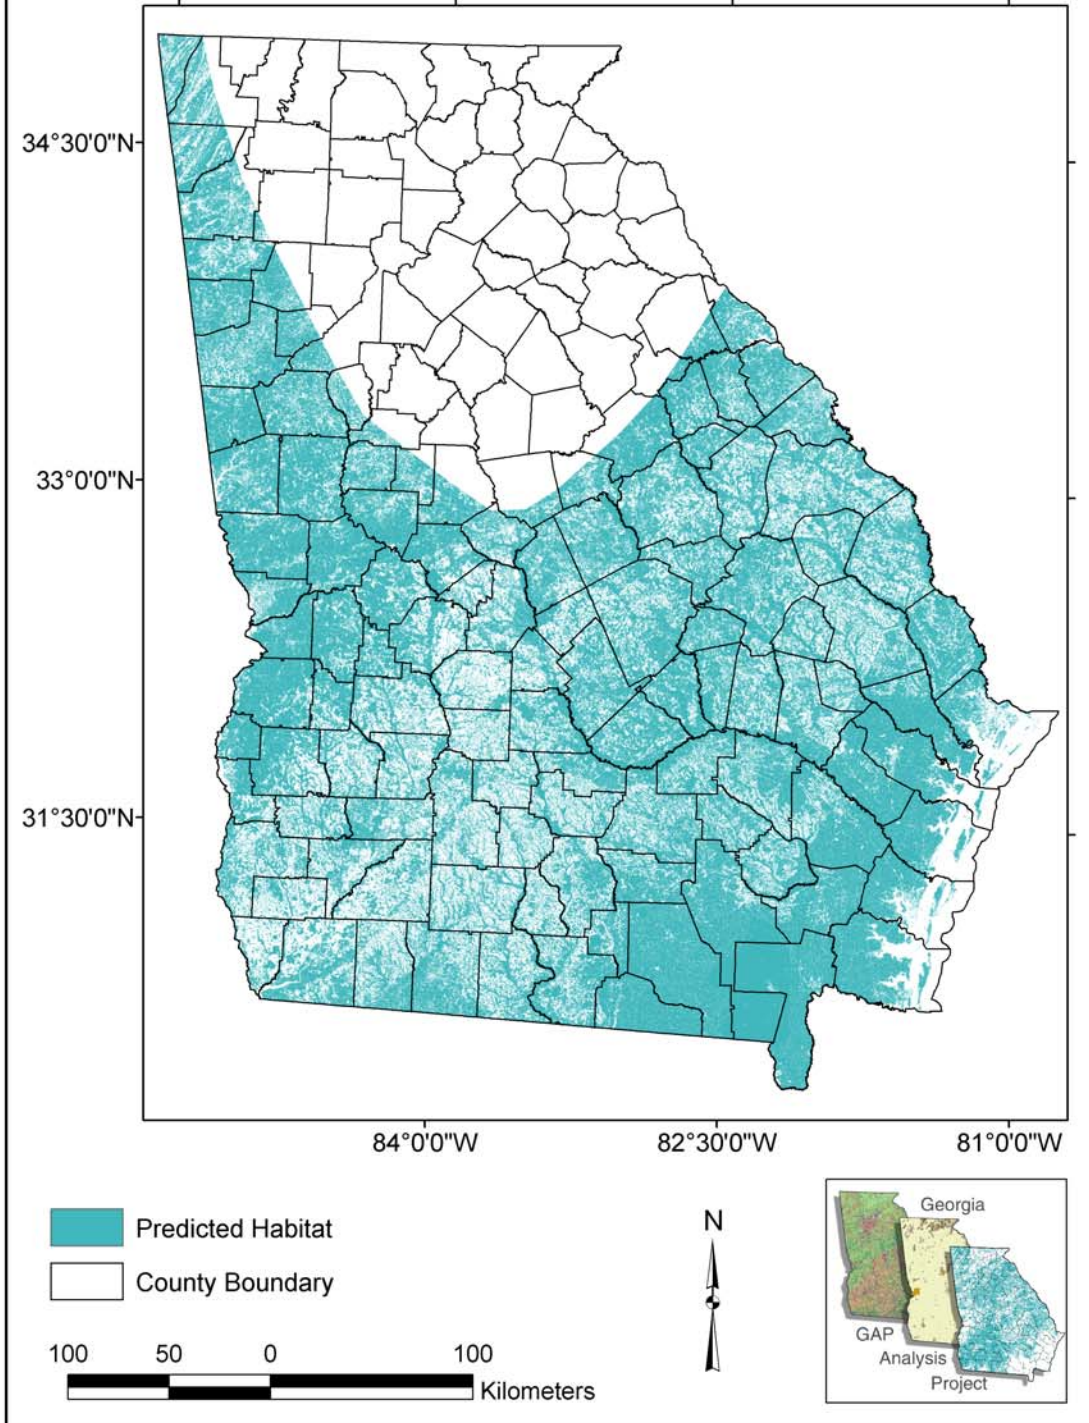 34°30'0"N
33°0'0"N
31°30'0"N
84°0'0"W 82°30'0"W 81°0'0"W
Predicted Habitat
County Boundary
100 50 0 100
Kilometers
N
Georgia
GAP
Analysis
Project